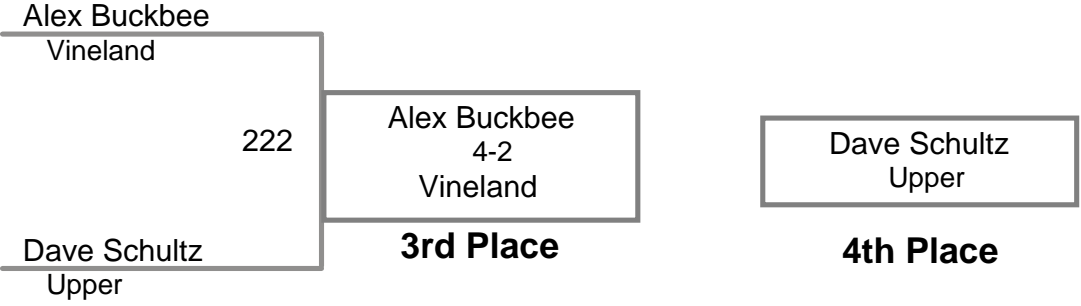 Alex Buckbee
Vineland
222
Alex Buckbee
4-2
Vineland
3rd Place
Dave Schultz
Upper
Dave Schultz
Upper
4th Place